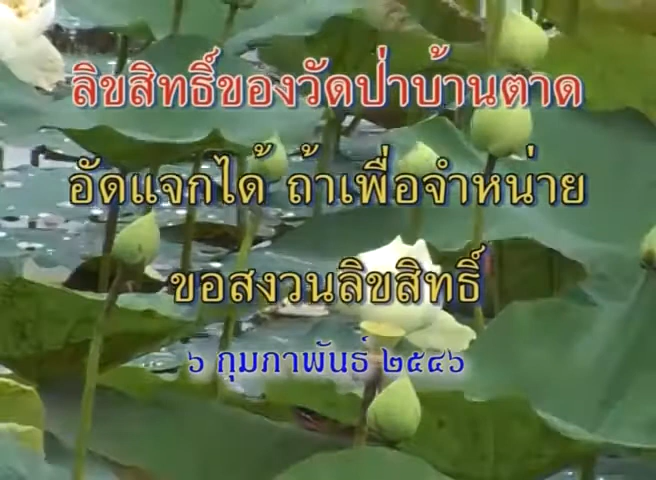 ลิขสิทธิ์ของวัดป่าบ้านตาด
อัดแจกได้ ถ้าเพื่อจำหน่าย
ขอสงวนลิขสิทธิ์
๖ กุมภาพันธ์ ๒๕๔๖